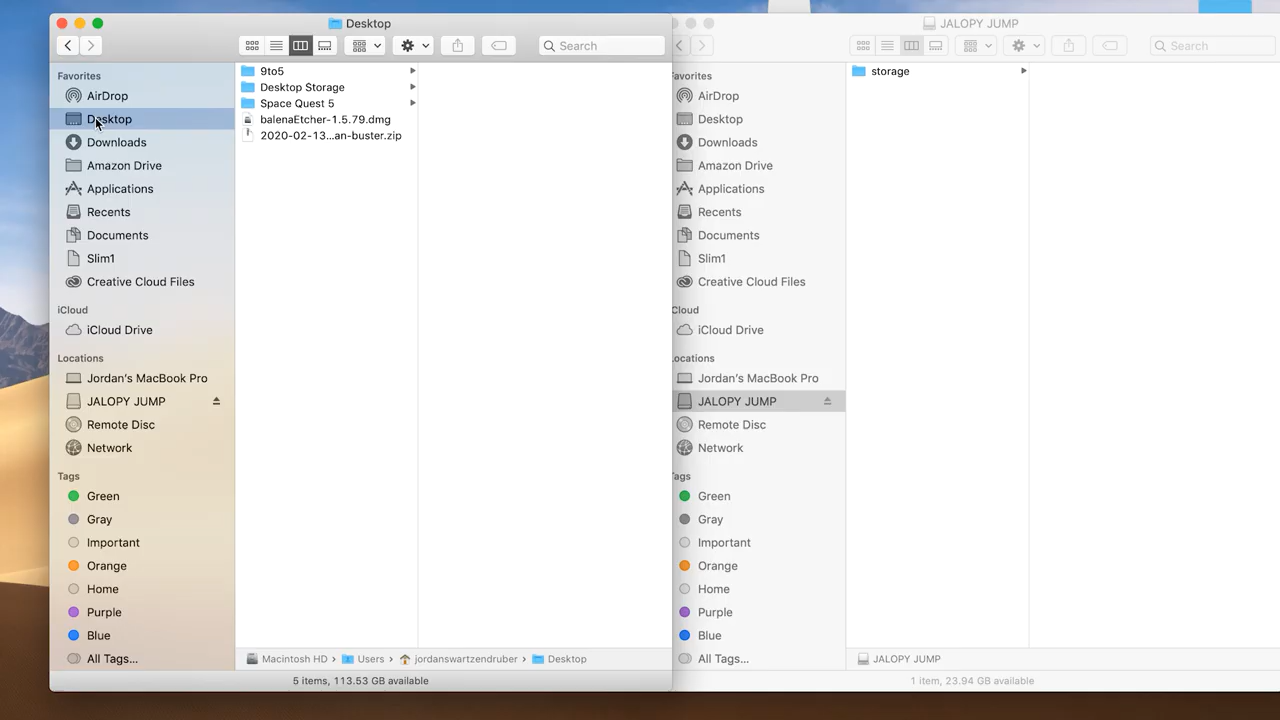 Desktop
Search
Favorites
AirDrop
Desktop
Downloads
Amazon Drive
Applications
Recents
Documents
Slim1
Creative Cloud Files
iCloud
iCloud Drive
Locations
Jordan's MacBook Pro
JALOPY JUMP
Remote Disc
Network
Tags
Green
Gray
Important
Orange
Home
Purple
Blue
All Tags...
9to5
Desktop Storage
Space Quest 5
balenaEtcher-1.5.79.dmg
2020-02-13...an-buster.zip
Macintosh HD › Users › jordanswartzendruber › Desktop
5 items, 113.53 GB available
JALOPY JUMP
Search
avorites
AirDrop
Desktop
Downloads
Amazon Drive
Applications
Recents
Documents
Slim1
Creative Cloud Files
Cloud
iCloud Drive
ocations
Jordan's MacBook Pro
JALOPY JUMP
Remote Disc
Network
ags
Green
Gray
Important
Orange
Home
Purple
Blue
All Tags...
storage
JALOPY JUMP
1 item, 23.94 GB available